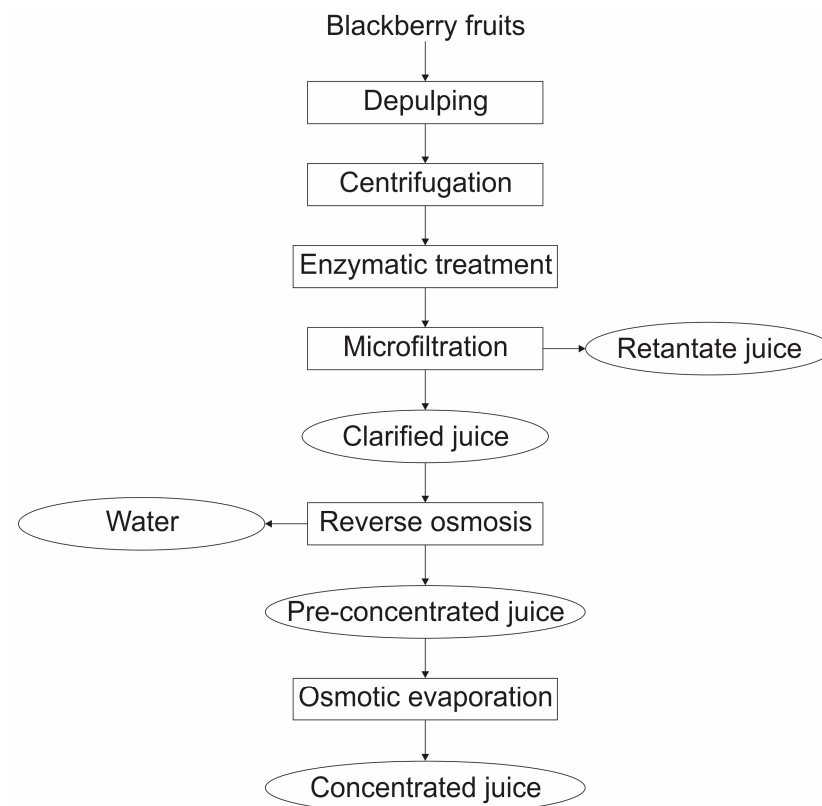 Blackberry fruits
Depulping
Centrifugation
Enzymatic treatment
Microfiltration
Retantate juice
Clarified juice
Water
Reverse osmosis
Pre-concentrated juice
Osmotic evaporation
Concentrated juice